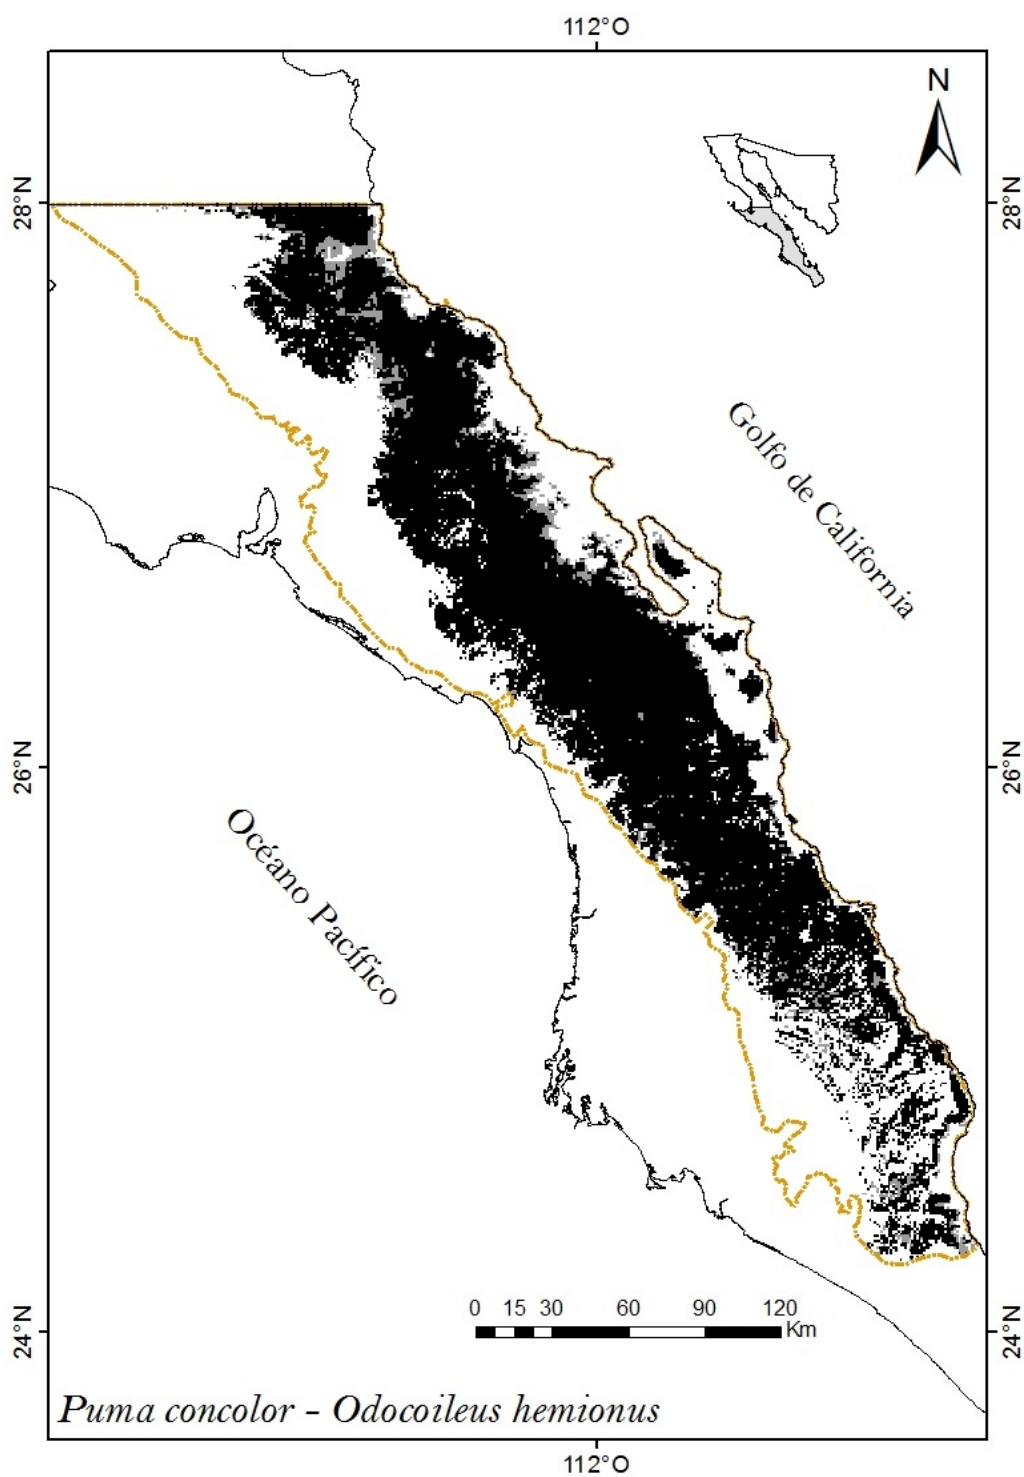 112°O
N
28°N
28°N
Golfo de California
26°N
26°N
Océano Pacífico
0 15 30 60 90 120
Km
24°N
24°N
Puma concolor - Odocoileus hemionus
112°O